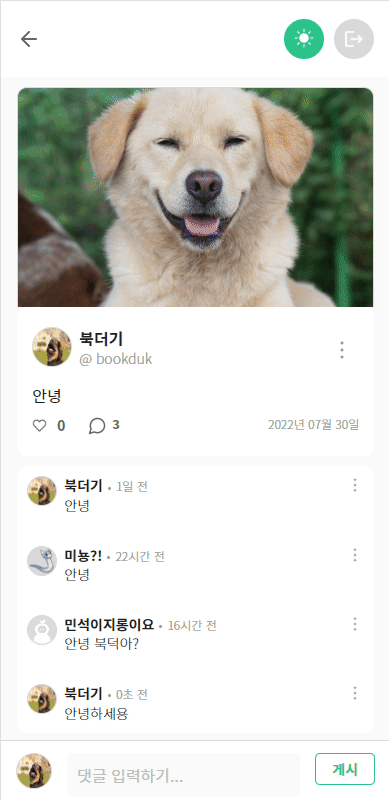 북더기
@ bookduk
안녕
0 3 2022년 07월 30일
북더기 • 1일 전
안녕
미뇽?! • 22시간 전
안녕
민석이지롱이요 • 16시간 전
안녕 북덕아?
북더기 • 0초 전
안녕하세용
댓글 입력하기... 게시